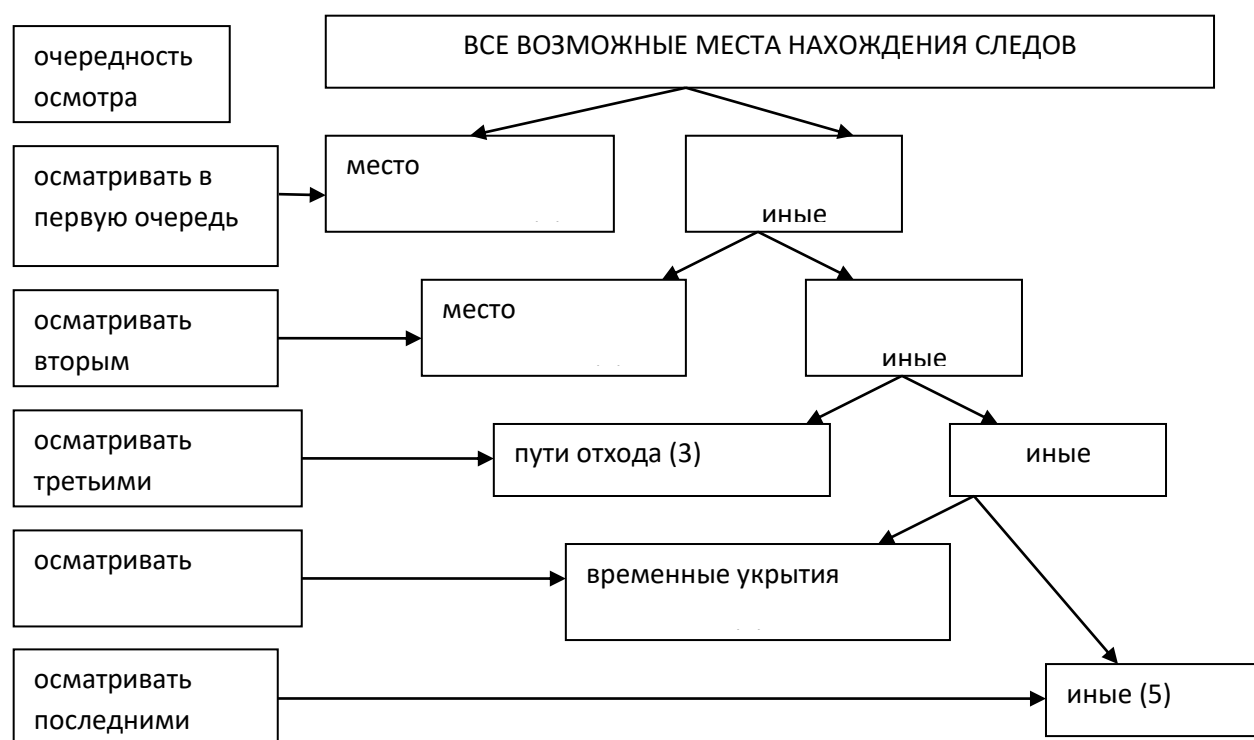 ВСЕ ВОЗМОЖНЫЕ МЕСТА НАХОЖДЕНИЯ СЛЕДОВ
очередность
осмотра
осматривать в
первую очередь
место
иные
осматривать
вторым
место
иные
осматривать
третьими
пути отхода (3)
иные
осматривать
временные укрытия
осматривать
последними
иные (5)